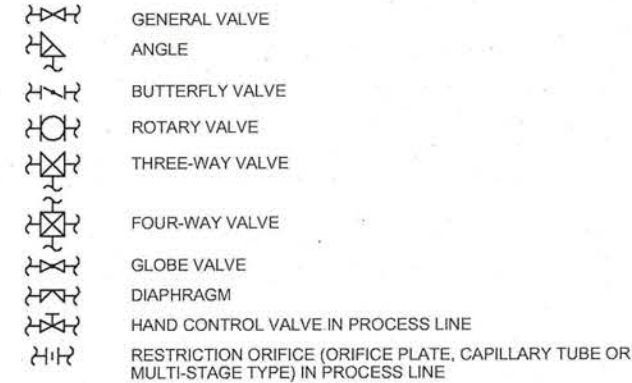 GENERAL VALVE
ANGLE
BUTTERFLY VALVE
ROTARY VALVE
THREE-WAY VALVE
FOUR-WAY VALVE
GLOBE VALVE
DIAPHRAGM
HAND CONTROL VALVE IN PROCESS LINE
RESTRICTION ORIFICE (ORIFICE PLATE, CAPILLARY TUBE OR
MULTI-STAGE TYPE) IN PROCESS LINE